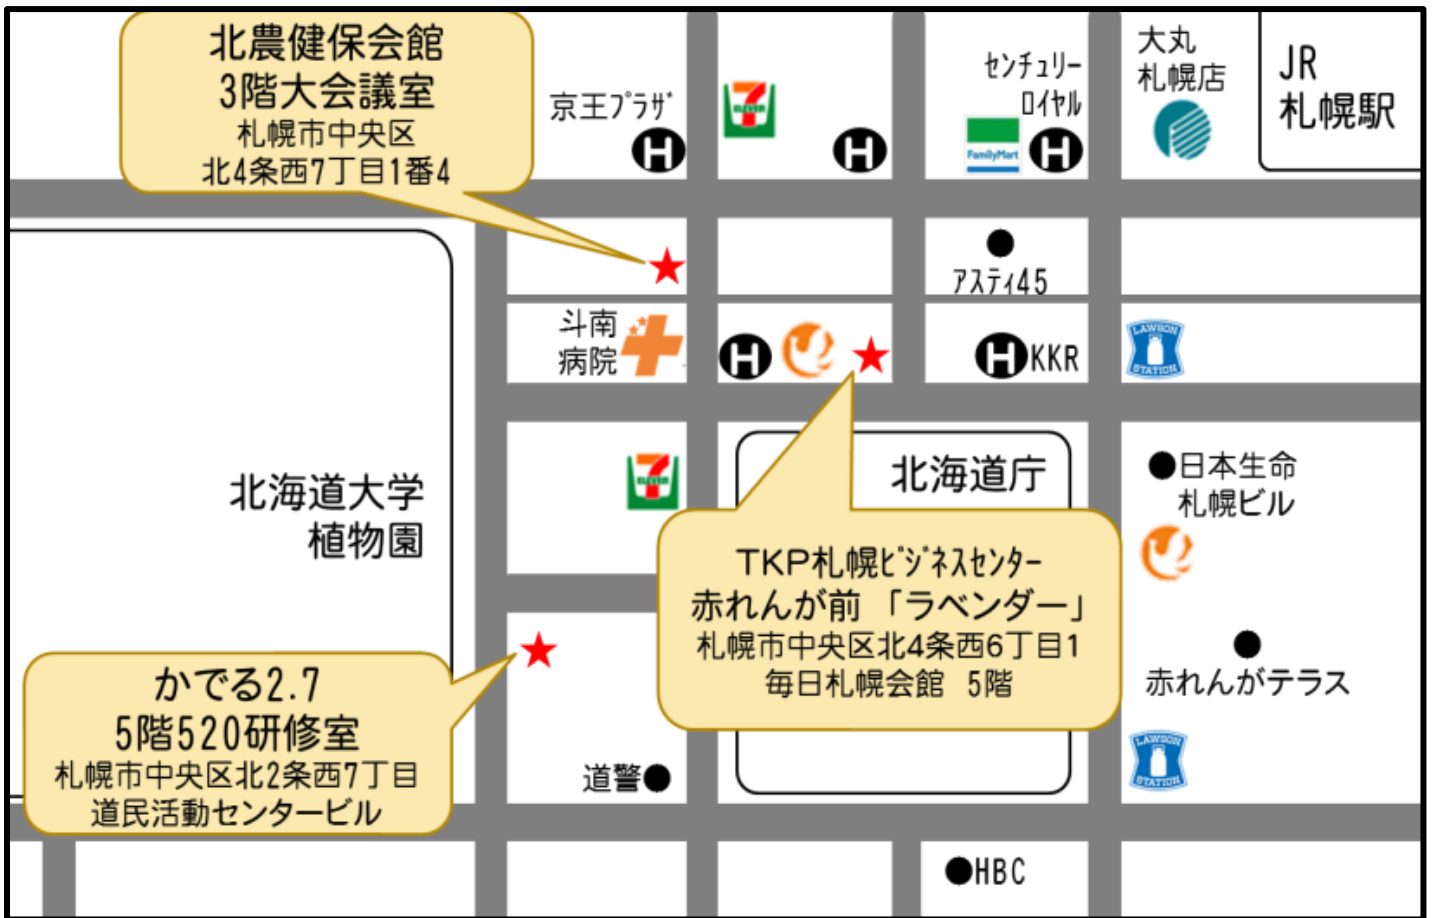 北農健保会館
3階大会議室
札幌市中央区
北4条西7丁目1番4
京王プラザ
センチュリー
ロイヤル
FamilyMart
大丸
札幌店
JR
札幌駅
アスティ45
斗南
病院
KKR
LAWSON
STATION
北海道大学
植物園
北海道庁
日本生命
札幌ビル
TKP札幌ビジネスセンター
赤れんが前 「ラベンダー」
札幌市中央区北4条西6丁目1
毎日札幌会館 5階
かでる2.7
5階520研修室
札幌市中央区北2条西7丁目
道民活動センタービル
赤れんがテラス
道警
LAWSON
STATION
HBC